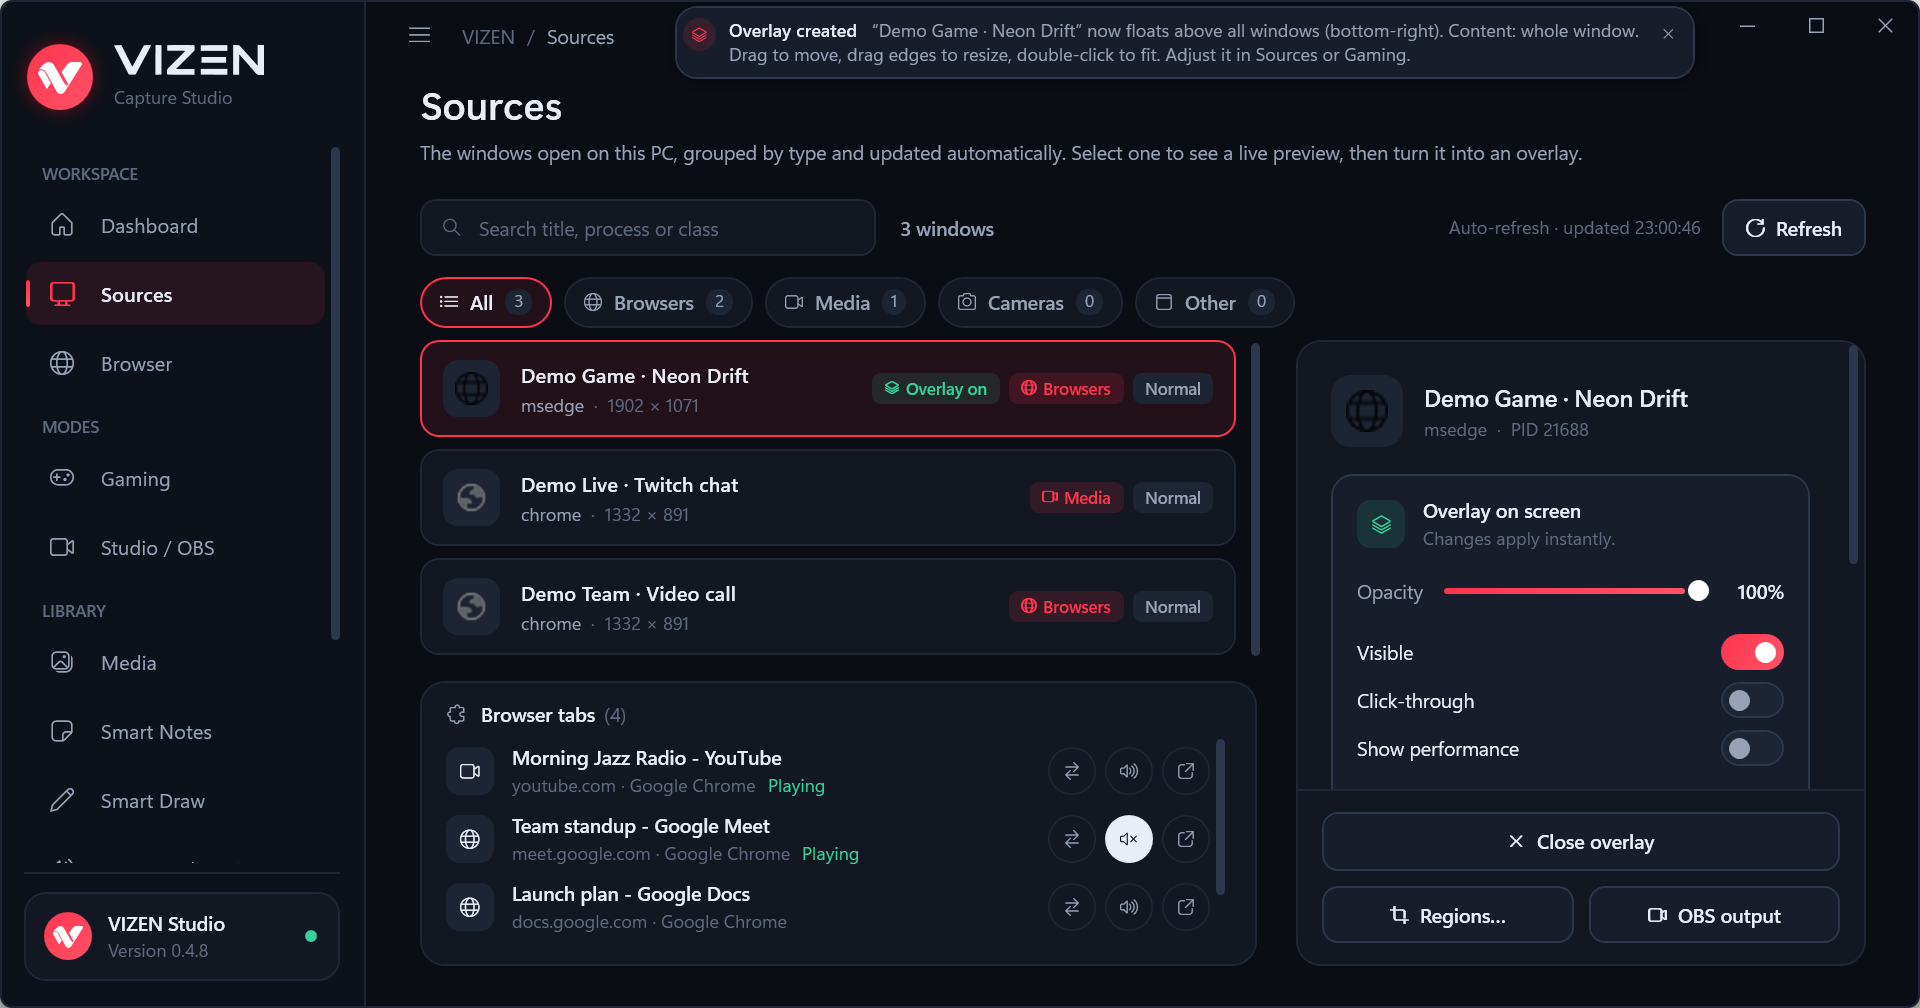 VIZEN
Capture Studio
WORKSPACE
Dashboard
Sources
Browser
MODES
Gaming
Studio / OBS
LIBRARY
Media
Smart Notes
Smart Draw
VIZEN Studio
Version 0.4.8
VIZEN / Sources
Overlay created “Demo Game · Neon Drift” now floats above all windows (bottom-right). Content: whole window.
Drag to move, drag edges to resize, double-click to fit. Adjust it in Sources or Gaming.
Sources
The windows open on this PC, grouped by type and updated automatically. Select one to see a live preview, then turn it into an overlay.
Search title, process or class
3 windows
Auto-refresh · updated 23:00:46
Refresh
All 3
Browsers 2
Media 1
Cameras 0
Other 0
Demo Game · Neon Drift
msedge · 1902 × 1071
Overlay on
Browsers
Normal
Demo Live · Twitch chat
chrome · 1332 × 891
Media
Normal
Demo Team · Video call
chrome · 1332 × 891
Browsers
Normal
Browser tabs (4)
Morning Jazz Radio - YouTube
youtube.com · Google Chrome Playing
Team standup - Google Meet
meet.google.com · Google Chrome Playing
Launch plan - Google Docs
docs.google.com · Google Chrome
Demo Game · Neon Drift
msedge · PID 21688
Overlay on screen
Changes apply instantly.
Opacity 100%
Visible
Click-through
Show performance
Close overlay
Regions...
OBS output